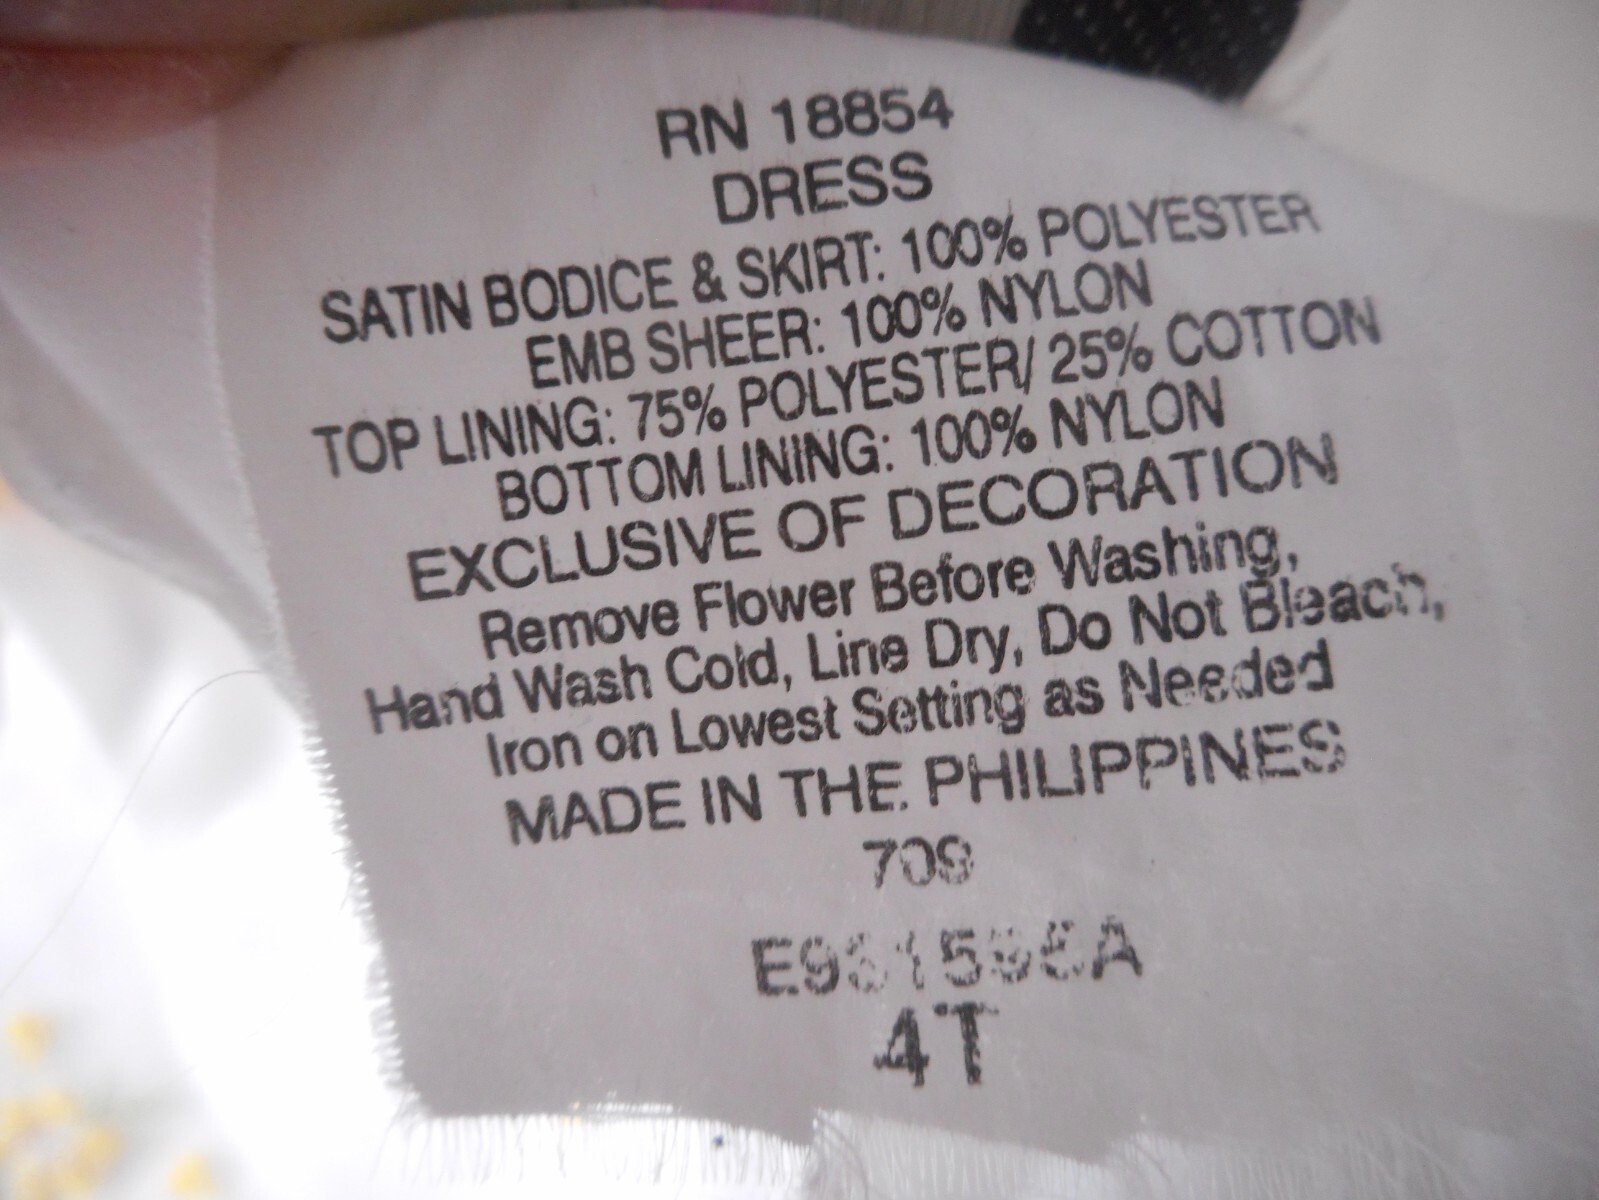 RN 18854
DRESS
SATIN BODICE & SKIRT: 100% POLYESTER
EMB SHEER: 100% NYLON
TOP LINING: 75% POLYESTER/ 25% COTTON
BOTTOM LINING: 100% NYLON
EXCLUSIVE OF DECORATION
Remove Flower Before Washing,
Hand Wash Cold, Line Dry, Do Not Bleach,
Iron on Lowest Setting as Needed
MADE IN THE PHILIPPINES
709
4T